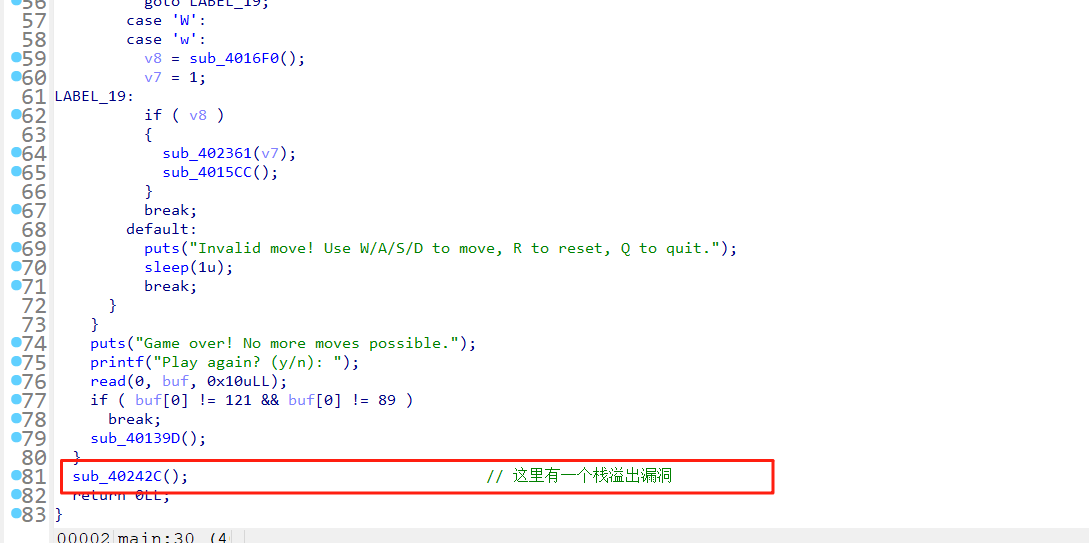 56 goto LABEL_19;
57 case 'W':
58 case 'w':
59 v8 = sub_4016F0();
60 v7 = 1;
61 LABEL_19:
62 if ( v8 )
63 {
64 sub_402361(v7);
65 sub_4015CC();
66 }
67 break;
68 default:
69 puts("Invalid move! Use W/A/S/D to move, R to reset, Q to quit.");
70 sleep(1u);
71 break;
72 }
73 }
74 puts("Game over! No more moves possible.");
75 printf("Play again? (y/n): ");
76 read(0, buf, 0x10uLL);
77 if ( buf[0] != 121 && buf[0] != 89 )
78 break;
79 sub_40139D();
80 }
81 sub_40242C(); // 这里有一个栈溢出漏洞
82 return 0LL;
83 }
00002 main:30 (4